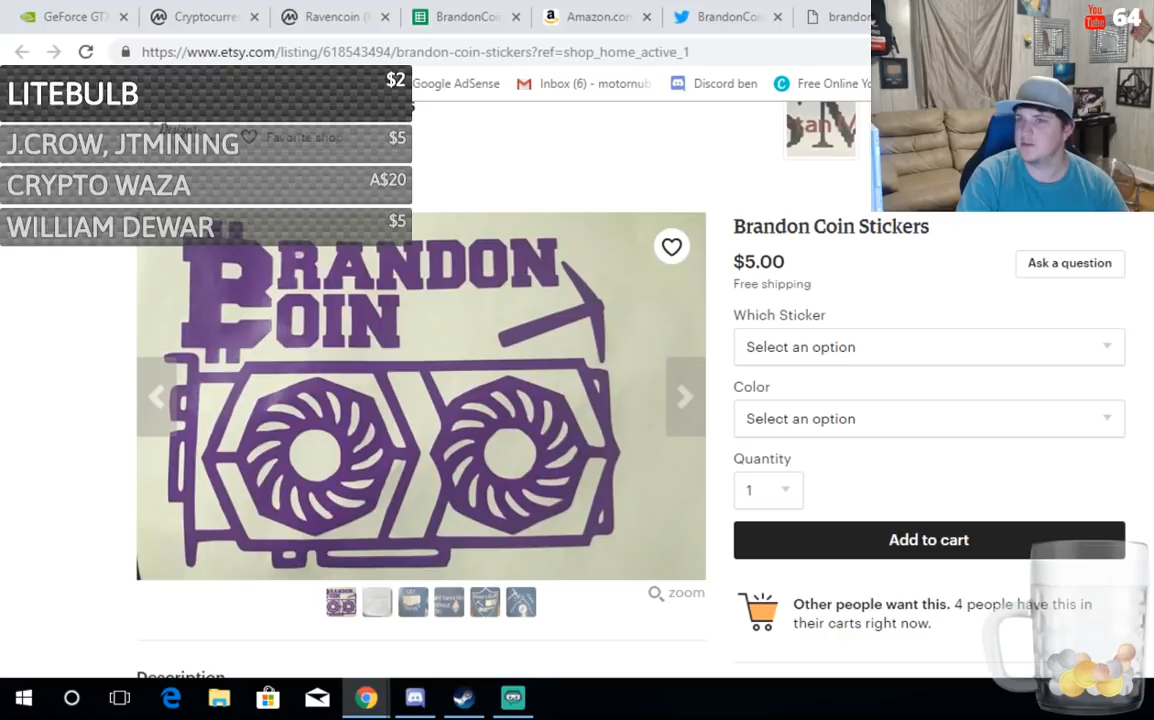 GeForce GT
Cryptocurre
Ravencoin (
BrandonCoi
Amazon.com
BrandonCoi
brandon
https://www.etsy.com/listing/618543494/brandon-coin-stickers?ref=shop_home_active_1
You Tube 64
Google AdSense
Inbox (6) - motornub
Discord ben
Free Online Yo
LITEBULB $2
J.CROW, JTMINING $5
CRYPTO WAZA A$20
WILLIAM DEWAR $5
Favorite shop
BRANDON
COIN
zoom
Description
Brandon Coin Stickers
$5.00
Ask a question
Free shipping
Which Sticker
Select an option
Color
Select an option
Quantity
1
Add to cart
Other people want this. 4 people have this in
their carts right now.